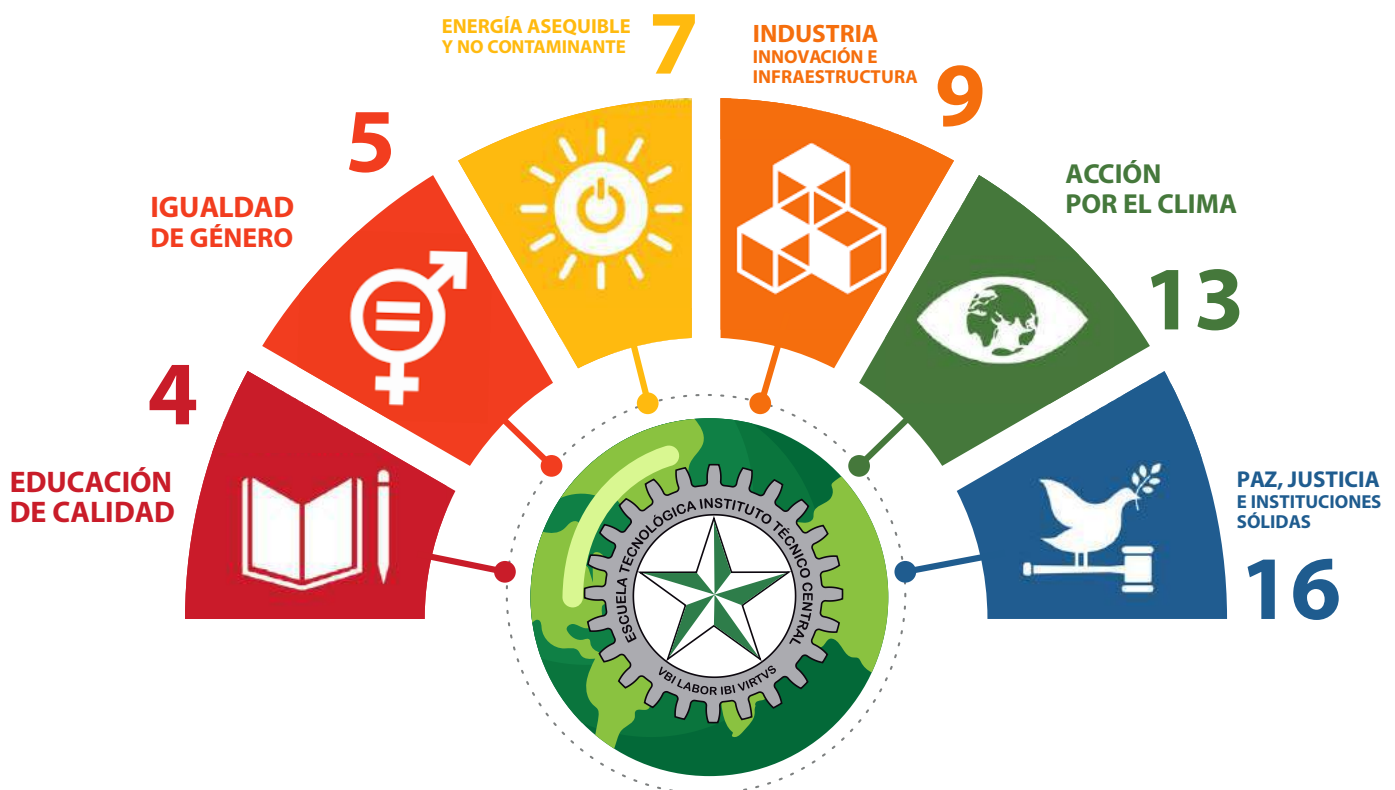 4
EDUCACIÓN
DE CALIDAD
5
IGUALDAD
DE GÉNERO
ENERGÍA ASEQUIBLE
Y NO CONTAMINANTE
7
INDUSTRIA
INNOVACIÓN E
INFRAESTRUCTURA
9
ACCIÓN
POR EL CLIMA
13
PAZ, JUSTICIA
E INSTITUCIONES
SÓLIDAS
16
ESCUELA TECNOLÓGICA INSTITUTO TÉCNICO CENTRAL
VBI LABOR IBI VIRTVS